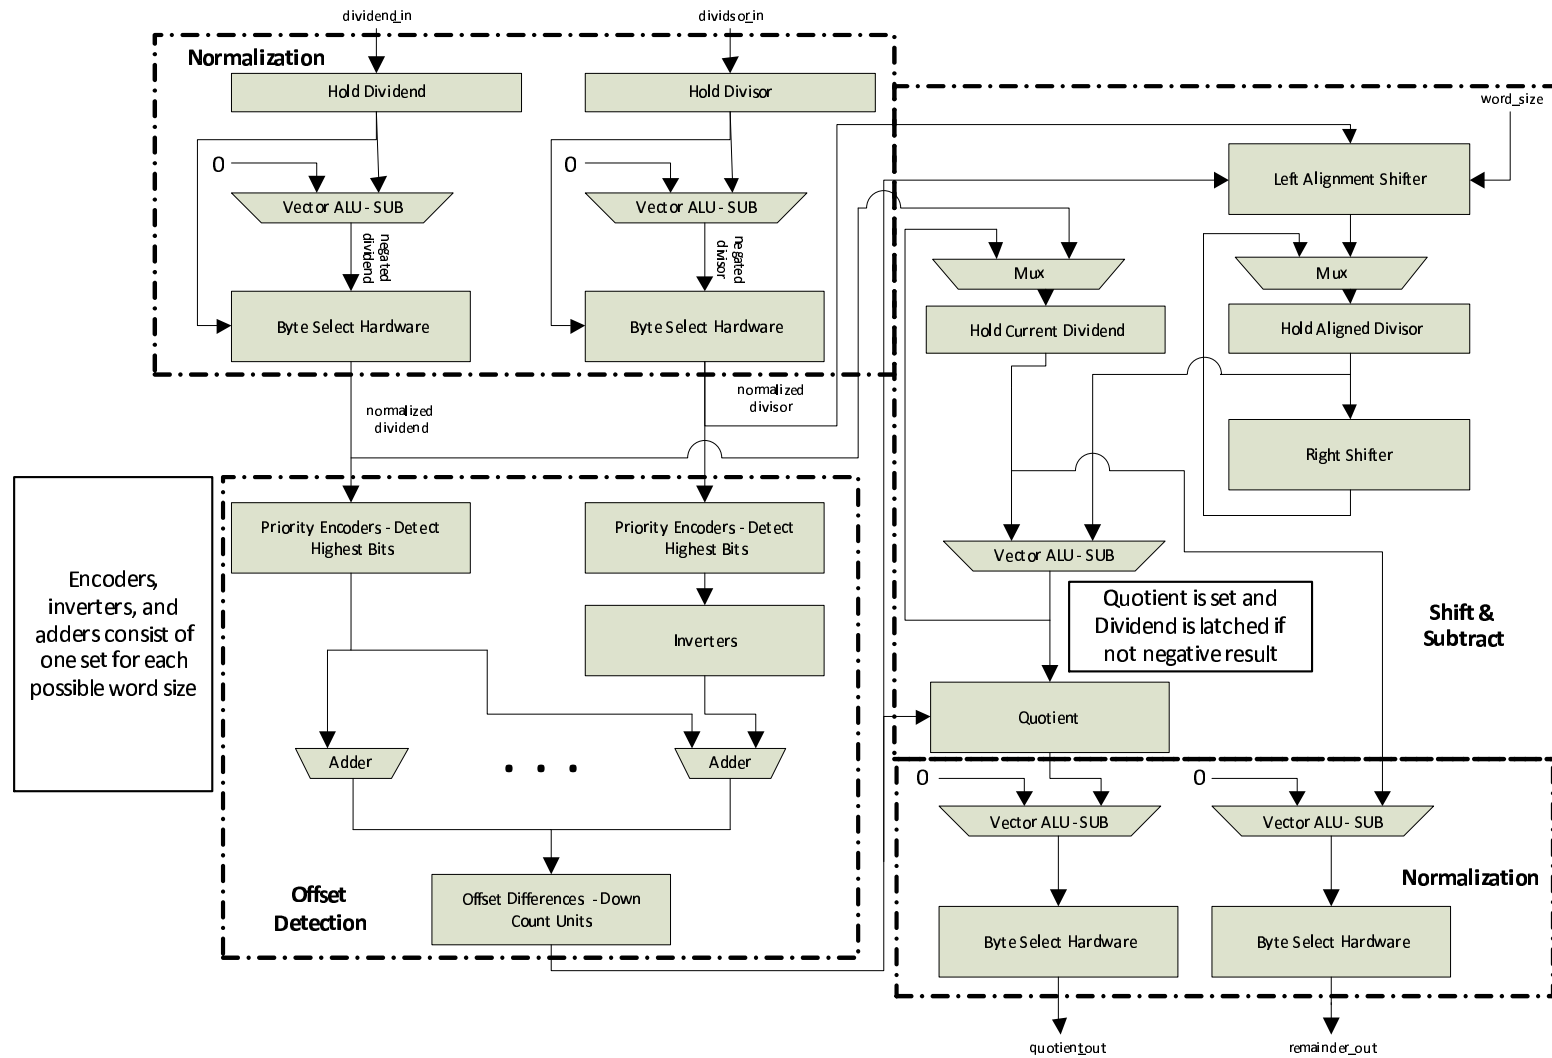 dividend_in
dividsor_in
Normalization
Hold Dividend
Hold Divisor
word_size
0
0
Left Alignment Shifter
Vector ALU - SUB
Vector ALU - SUB
negated
dividend
negated
divisor
Mux
Mux
Byte Select Hardware
Byte Select Hardware
Hold Current Dividend
Hold Aligned Divisor
normalized
dividend
normalized
divisor
Right Shifter
Priority Encoders - Detect
Highest Bits
Priority Encoders - Detect
Highest Bits
Vector ALU - SUB
Encoders,
inverters, and
adders consist of
one set for each
possible word size
Inverters
Quotient is set and
Dividend is latched if
not negative result
Shift &
Subtract
Quotient
Adder
. . .
Adder
0
0
Vector ALU - SUB
Vector ALU - SUB
Offset
Detection
Offset Differences - Down
Count Units
Normalization
Byte Select Hardware
Byte Select Hardware
quotient_out
remainder_out